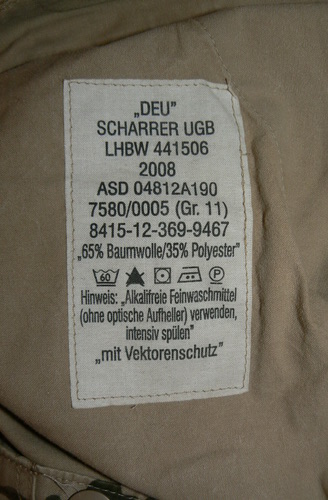 „DEU”
SCHARRER UGB
LHBW 441506
2008
ASD 04812A190
7580/0005 (Gr. 11)
8415-12-369-9467
„65% Baumwolle/35% Polyester”
60 P
Hinweis: „Alkalifreie Feinwaschmittel
(ohne optische Aufheller) verwenden,
intensiv spülen”
„mit Vektorenschutz”